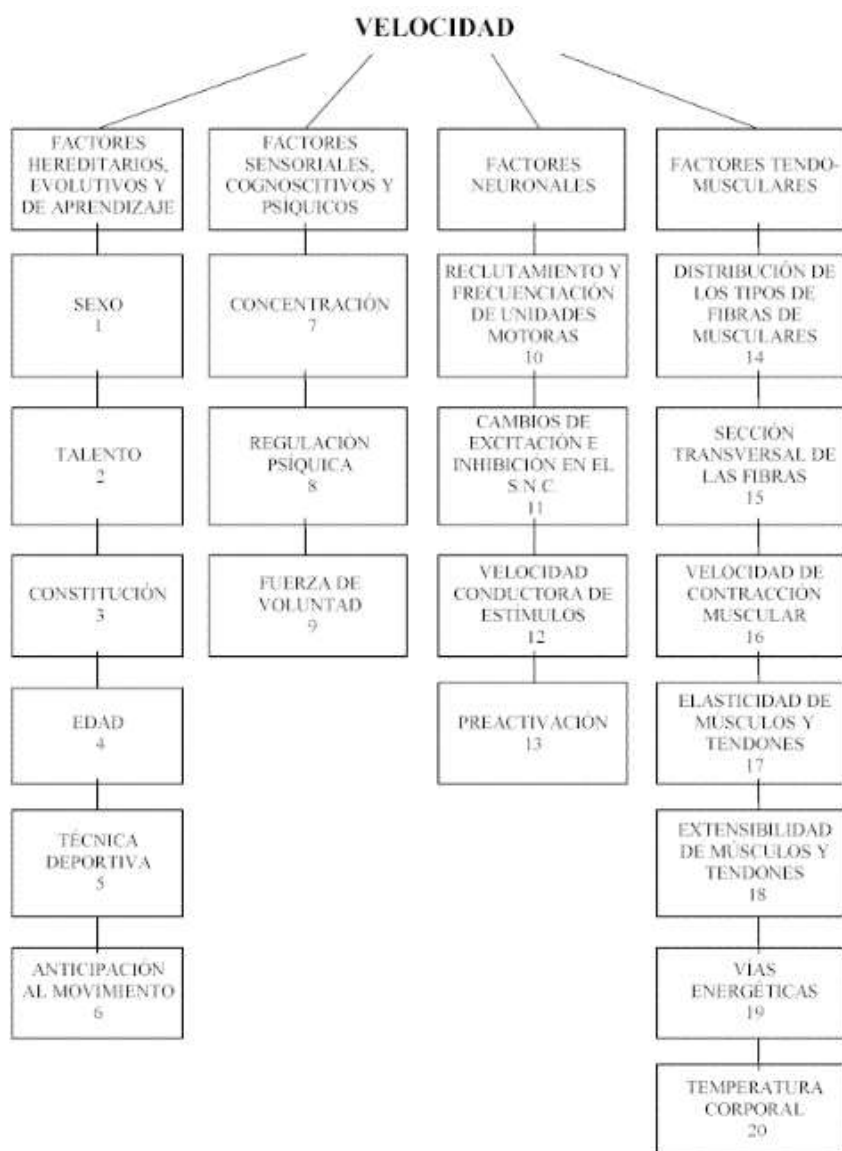 VELOCIDAD
FACTORES
HEREDITARIOS,
EVOLUTIVOS Y
DE APRENDIZAJE
SEXO
1
TALENTO
2
CONSTITUCIÓN
3
EDAD
4
TÉCNICA
DEPORTIVA
5
ANTICIPACIÓN
AL MOVIMIENTO
6
FACTORES
SENSORIALES,
COGNOSCITIVOS Y
PSÍQUICOS
CONCENTRACIÓN
7
REGULACIÓN
PSÍQUICA
8
FUERZA DE
VOLUNTAD
9
FACTORES
NEURONALES
RECLUTAMIENTO Y
FRECUENCIACIÓN
DE UNIDADES
MOTORAS
10
CAMBIOS DE
EXCITACIÓN E
INHIBICIÓN EN EL
S.N.C.
11
VELOCIDAD
CONDUCTORA DE
ESTÍMULOS
12
PREACTIVACIÓN
13
FACTORES TENDO-
MUSCULARES
DISTRIBUCIÓN DE
LOS TIPOS DE
FIBRAS DE
MUSCULARES
14
SECCIÓN
TRANSVERSAL DE
LAS FIBRAS
15
VELOCIDAD DE
CONTRACCIÓN
MUSCULAR
16
ELASTICIDAD DE
MÚSCULOS Y
TENDONES
17
EXTENSIBILIDAD
DE MÚSCULOS Y
TENDONES
18
VÍAS
ENERGÉTICAS
19
TEMPERATURA
CORPORAL
20